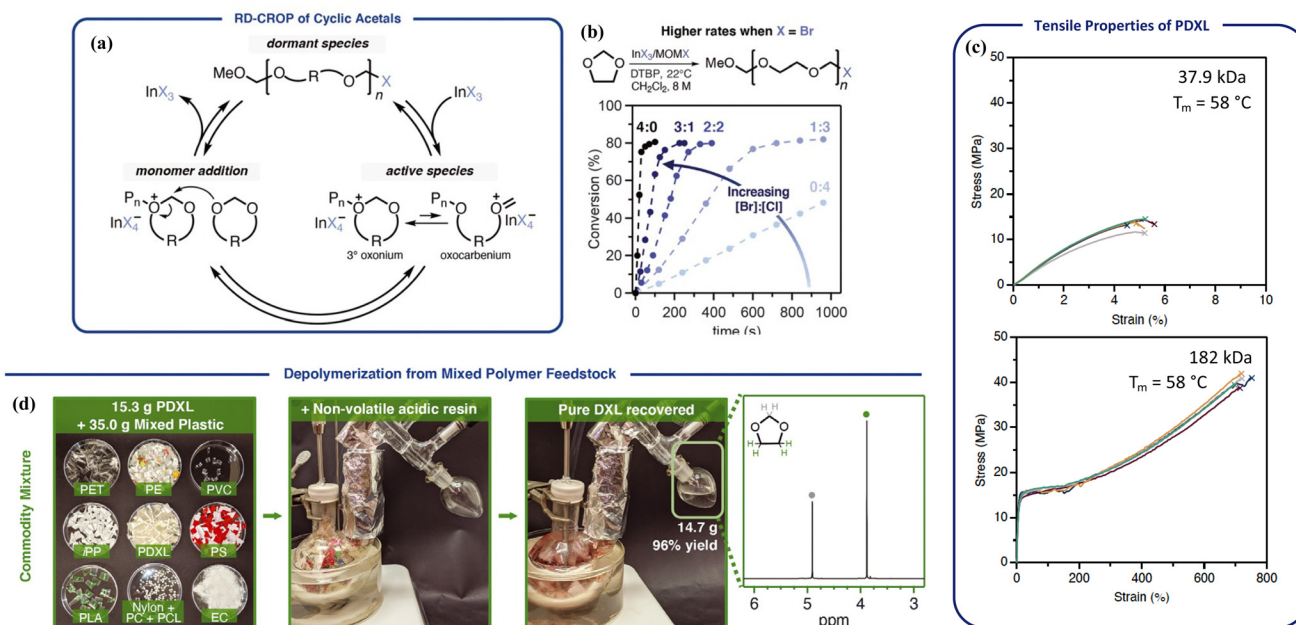 RD-CROP of Cyclic Acetals
(a)
dormant species
MeO
O
R
O
X
n
InX3
InX3
monomer addition
active species
Pn
O
+
O
O
O
InX4−
R
R
Pn
O
+
O
InX4−
R
3° oxonium
Pn
O
O
+
InX4−
R
oxocarbenium
(b)
Higher rates when X = Br
O
O
InX3/MOMX
DTBP, 22°C
CH2Cl2, 8 M
MeO
O
O
X
n
100
80
60
40
20
0
Conversion (%)
4:0
3:1
2:2
1:3
0:4
Increasing
[Br]:[Cl]
0
200
400
600
800
1000
time (s)
Tensile Properties of PDXL
(c)
37.9 kDa
Tm = 58 °C
50
40
30
20
10
0
Stress (MPa)
0
2
4
6
8
10
Strain (%)
182 kDa
Tm = 58 °C
50
40
30
20
10
0
Stress (MPa)
0
200
400
600
800
Strain (%)
Depolymerization from Mixed Polymer Feedstock
(d)
Commodity Mixture
15.3 g PDXL
+ 35.0 g Mixed Plastic
PET
PE
PVC
iPP
PDXL
PS
PLA
Nylon +
PC + PCL
EC
+ Non-volatile acidic resin
Pure DXL recovered
14.7 g
96% yield
H H
O
O
H
H
H
H
6
5
4
3
ppm